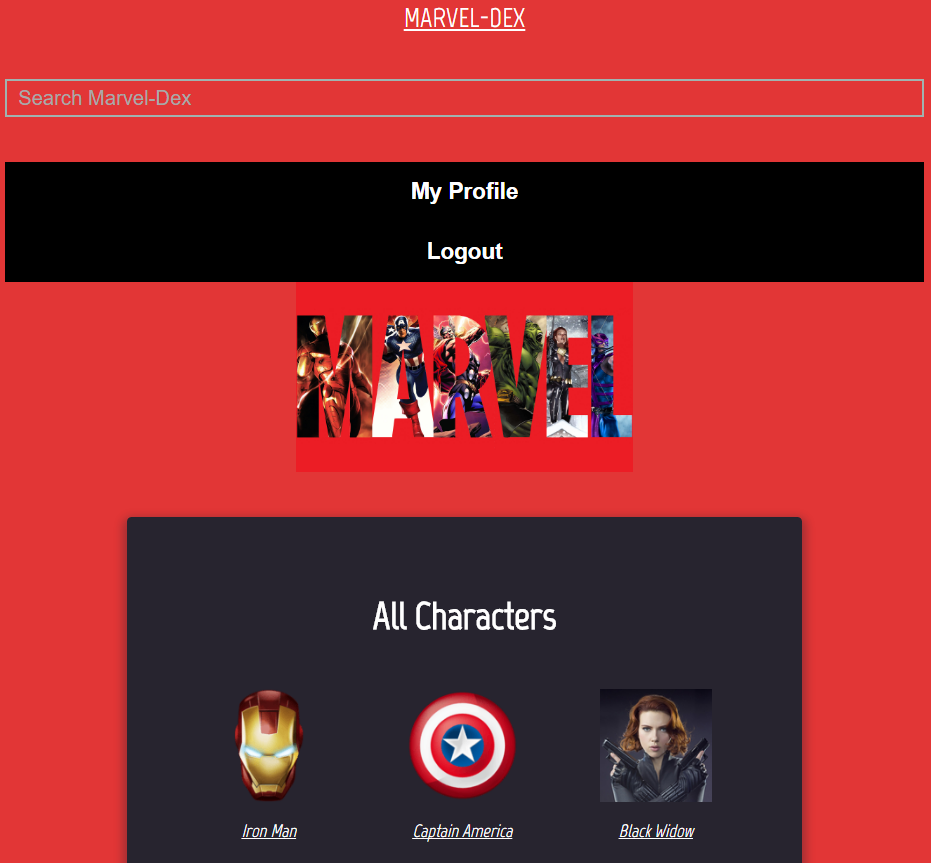 MARVEL-DEX
Search Marvel-Dex
My Profile
Logout
MARVEL
All Characters
Iron Man
Captain America
Black Widow